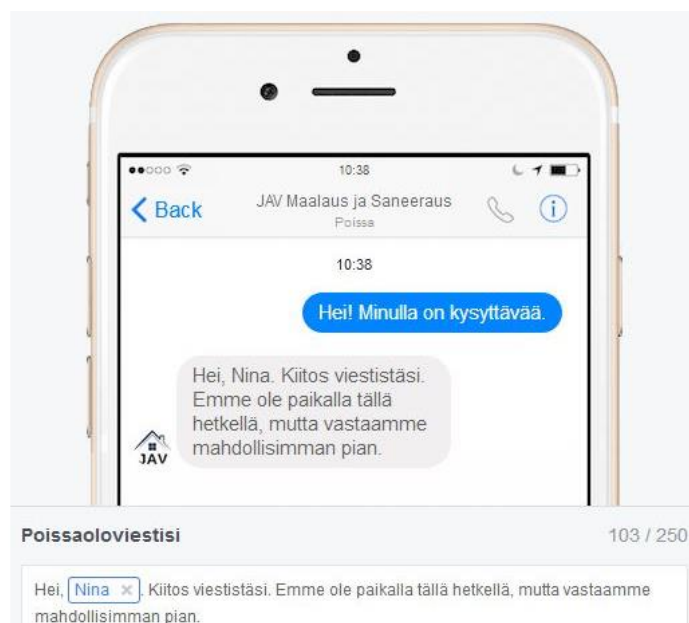 10:38
Back
JAV Maalaus ja Saneeraus
Poissa
10:38
Hei! Minulla on kysyttävää.
Hei, Nina. Kiitos viestistäsi.
Emme ole paikalla tällä
hetkellä, mutta vastaamme
mahdollisimman pian.
JAV
Poissaoloviestisi
103 / 250
Hei, Nina × . Kiitos viestistäsi. Emme ole paikalla tällä hetkellä, mutta vastaamme
mahdollisimman pian.